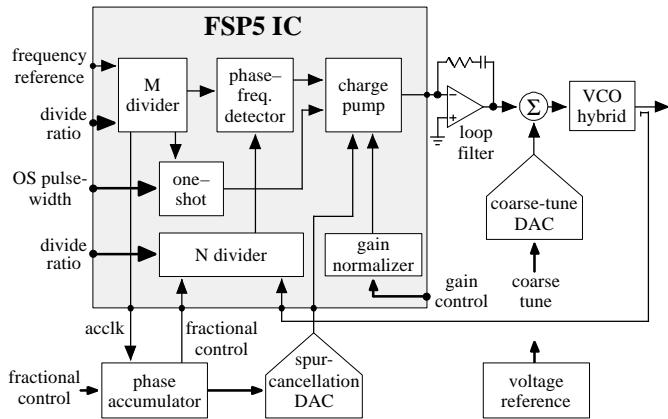 FSP5 IC
frequency
reference
M
divider
phase–
freq.
detector
charge
pump
–
+
loop
filter
Σ
VCO
hybrid
divide
ratio
OS pulse-
width
one–
shot
coarse-tune
DAC
divide
ratio
N divider
gain
normalizer
gain
control
coarse
tune
acclk
fractional
control
fractional
control
phase
accumulator
spur-
cancellation
DAC
voltage
reference